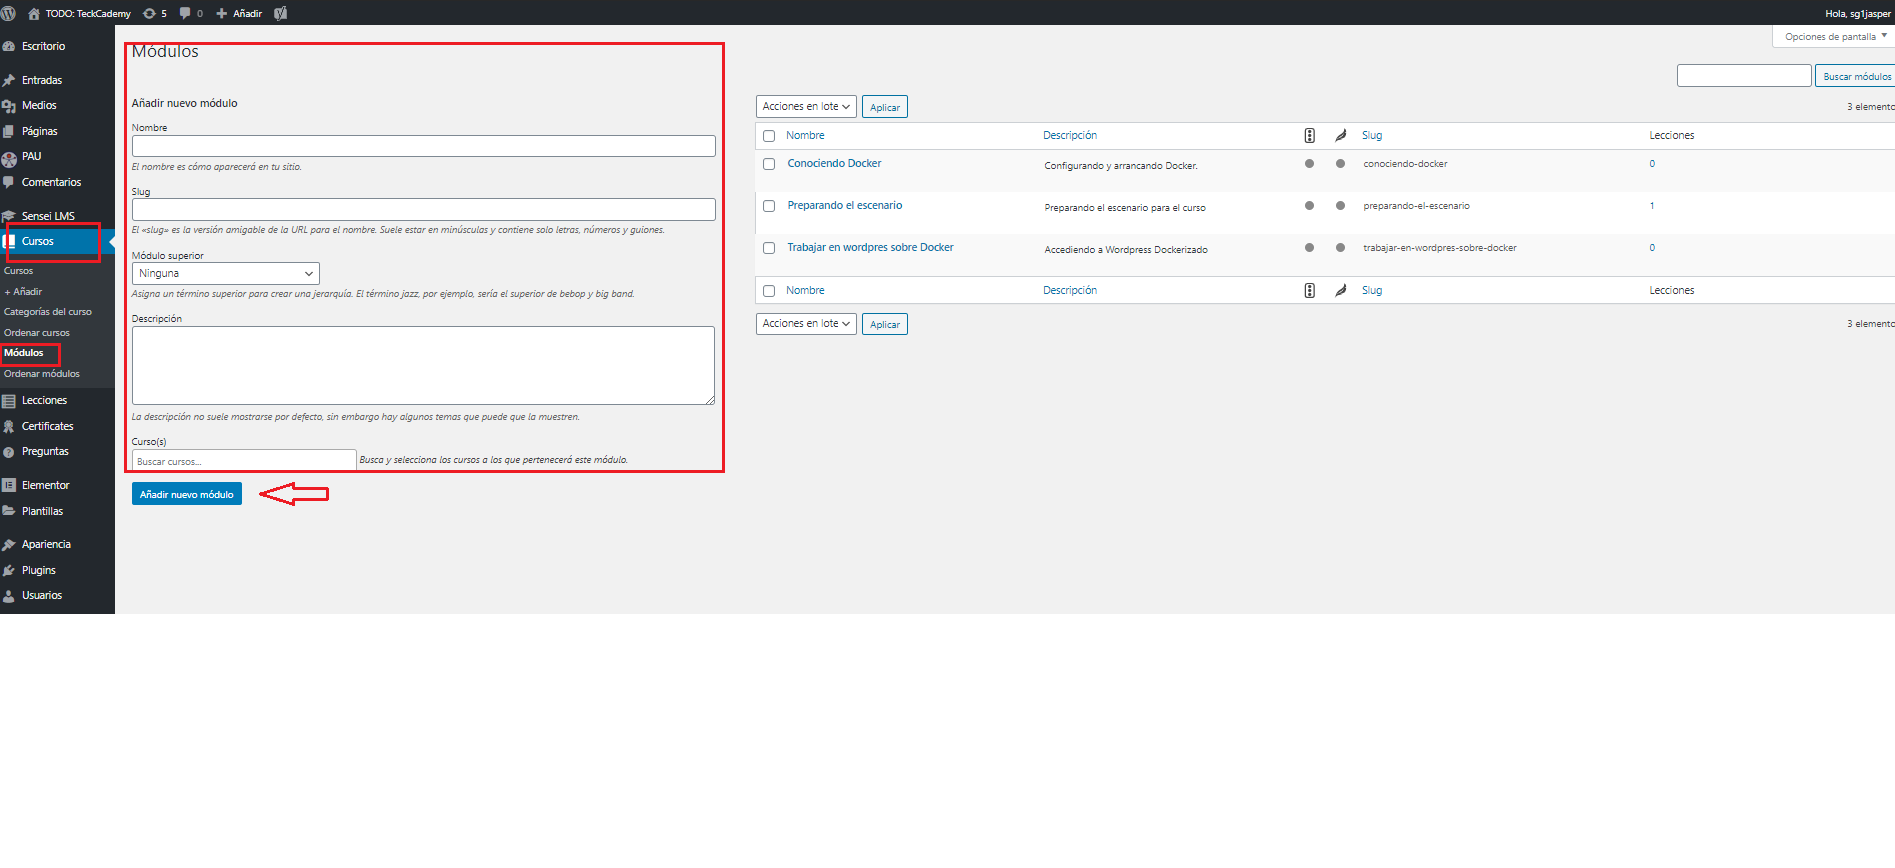 TODO: TeckCademy 5 0 Añadir
Hola, sg1jasper
Escritorio
Entradas
Medios
Páginas
PAU
Comentarios
Sensei LMS
Cursos
Cursos
+ Añadir
Categorías del curso
Ordenar cursos
Módulos
Ordenar módulos
Lecciones
Certificates
Preguntas
Elementor
Plantillas
Apariencia
Plugins
Usuarios
Opciones de pantalla
Módulos
Añadir nuevo módulo
Nombre
El nombre es cómo aparecerá en tu sitio.
Slug
El «slug» es la versión amigable de la URL para el nombre. Suele estar en minúsculas y contiene solo letras, números y guiones.
Módulo superior
Ninguna
Asigna un término superior para crear una jerarquía. El término jazz, por ejemplo, sería el superior de bebop y big band.
Descripción
La descripción no suele mostrarse por defecto, sin embargo hay algunos temas que puede que la muestren.
Curso(s)
Buscar cursos... Busca y selecciona los cursos a los que pertenecerá este módulo.
Añadir nuevo módulo
Buscar módulos
Acciones en lote Aplicar 3 elemento
Nombre Descripción Slug Lecciones
Conociendo Docker Configurando y arrancando Docker. conociendo-docker 0
Preparando el escenario Preparando el escenario para el curso preparando-el-escenario 1
Trabajar en wordpres sobre Docker Accediendo a Wordpress Dockerizado trabajar-en-wordpres-sobre-docker 0
Nombre Descripción Slug Lecciones
Acciones en lote Aplicar 3 elemento